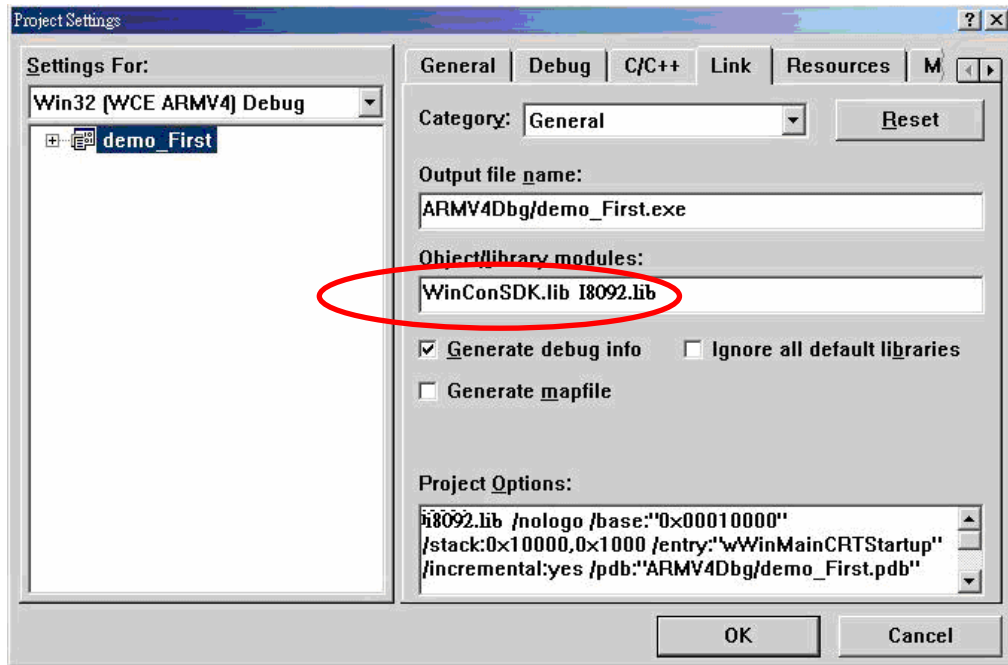 Project Settings
Settings For:
Win32 (WCE ARMV4) Debug
demo_First
General Debug C/C++ Link Resources M
Category: General
Reset
Output file name:
ARMV4Dbg/demo_First.exe
Object/library modules:
WinConSDK.lib I8092.lib
Generate debug info
Ignore all default libraries
Generate mapfile
Project Options:
i8092.lib /nologo /base:"0x00010000"
/stack:0x10000,0x1000 /entry:"wWinMainCRTStartup"
/incremental:yes /pdb:"ARMV4Dbg/demo_First.pdb"
OK
Cancel